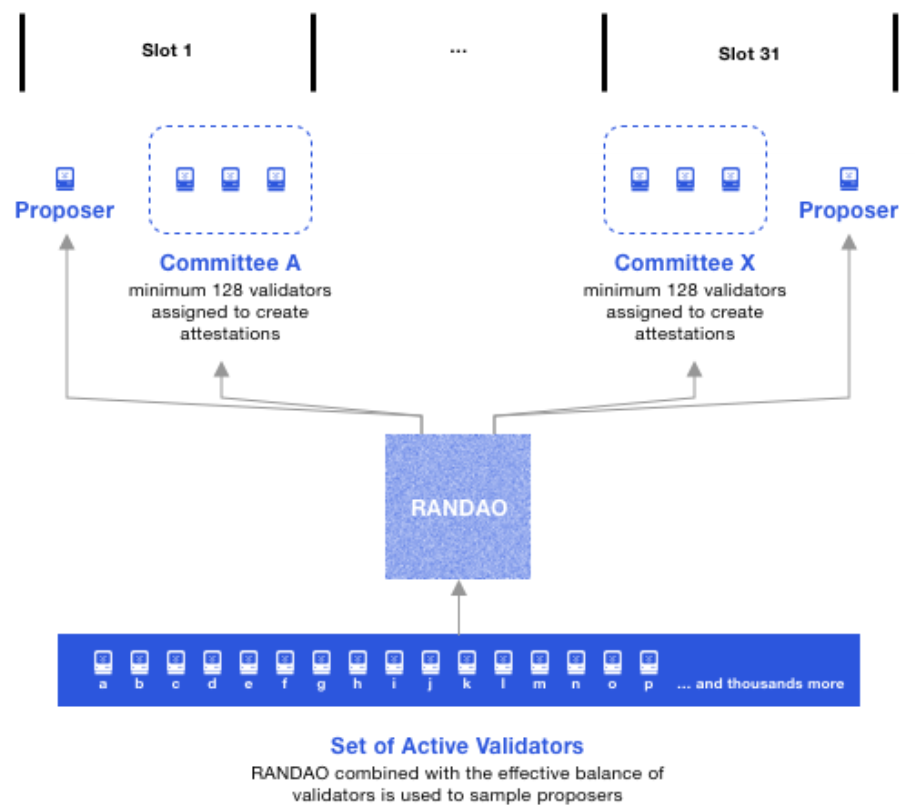 Slot 1
...
Slot 31
Proposer
Proposer
Committee A
minimum 128 validators
assigned to create
attestations
Committee X
minimum 128 validators
assigned to create
attestations
RANDAO
a b c d e f g h i j k l m n o p ... and thousands more
Set of Active Validators
RANDAO combined with the effective balance of
validators is used to sample proposers